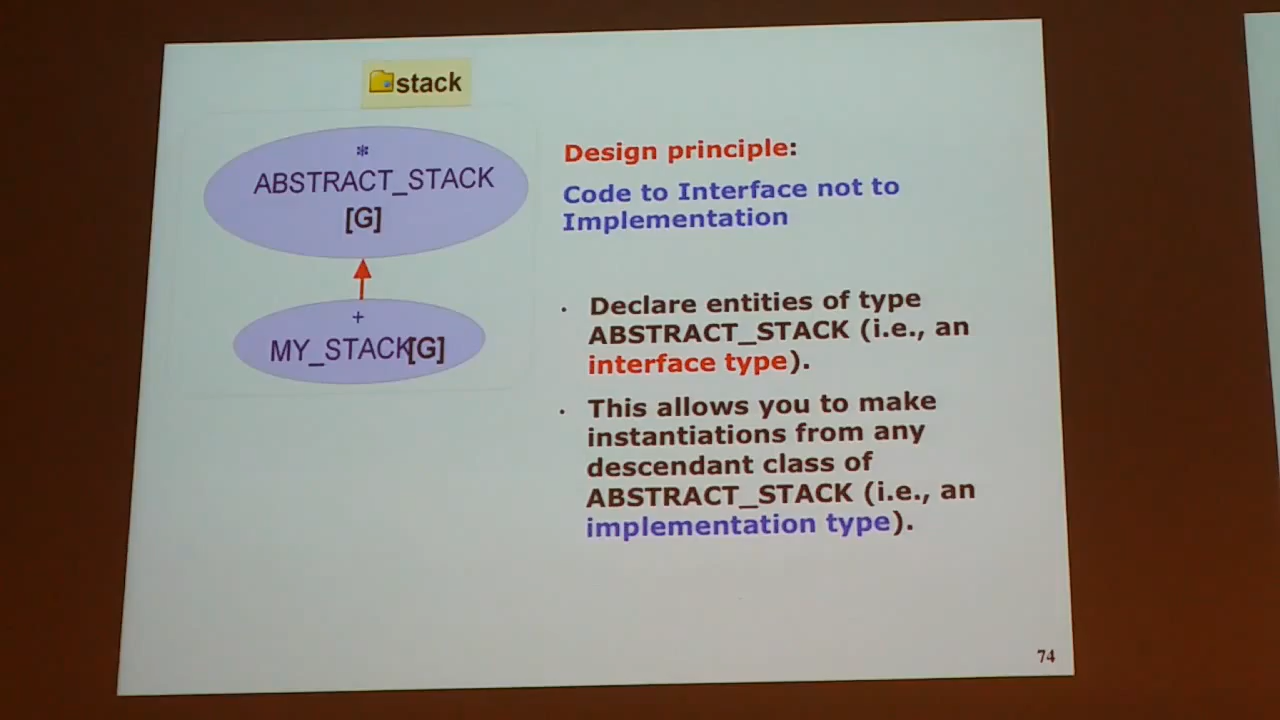 stack
*
ABSTRACT_STACK
[G]
+
MY_STACK[G]
Design principle:
Code to Interface not to
Implementation
· Declare entities of type
ABSTRACT_STACK (i.e., an
interface type).
· This allows you to make
instantiations from any
descendant class of
ABSTRACT_STACK (i.e., an
implementation type).
74